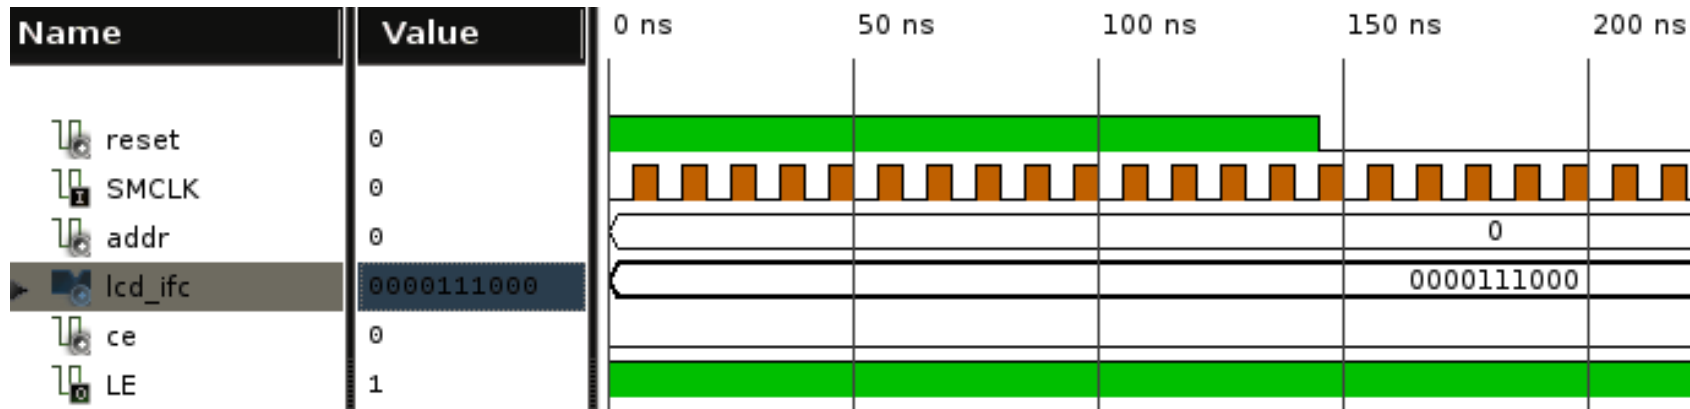 Name Value 0 ns 50 ns 100 ns 150 ns 200 ns
reset 0
I SMCLK 0
addr 0 0
lcd_ifc 0000111000 0000111000
ce 0
O LE 1